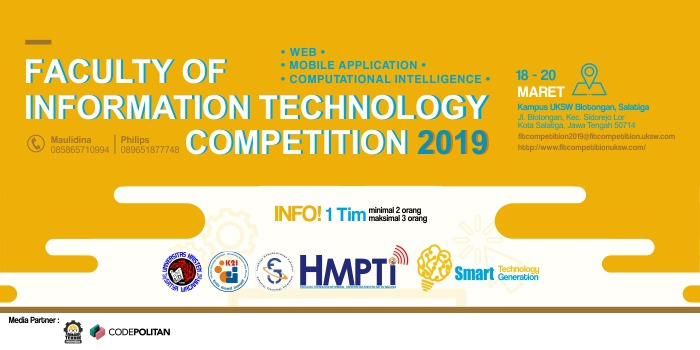 • WEB •
• MOBILE APPLICATION •
• COMPUTATIONAL INTELLIGENCE •
FACULTY OF
INFORMATION TECHNOLOGY
COMPETITION 2019
Maulidina
085865710994
Philips
089651877748
18 - 20
MARET
Kampus UKSW Blotongan, Salatiga
Jl. Blotongan, Kec. Sidorejo Lor
Kota Salatiga, Jawa Tengah 50714
fitcompetition2019@fitcompetition.uksw.com
http://www.fitcompetitionuksw.com/
INFO! 1 Tim minimal 2 orang
maksimal 3 orang
K2I
HMPTI
Smart Technology
Generation
Media Partner :
CODEPOLITAN